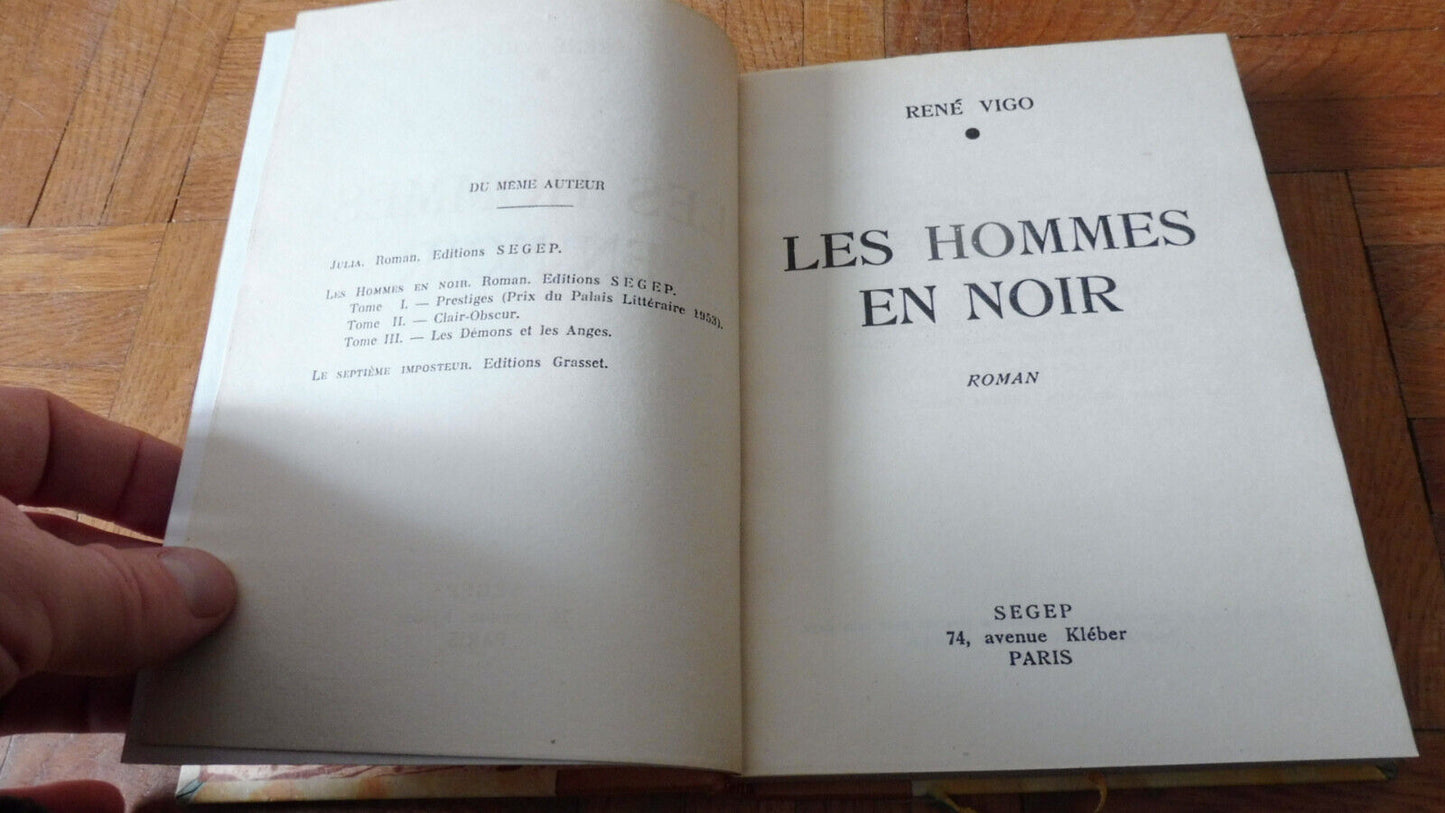 DU MÊME AUTEUR
JULIA. Roman. Editions SEGEP.
LES HOMMES EN NOIR. Roman. Editions SEGEP.
Tome I. — Prestiges (Prix du Palais Littéraire 1953).
Tome II. — Clair-Obscur.
Tome III. — Les Démons et les Anges.
LE SEPTIÈME IMPOSTEUR. Editions Grasset.
RENÉ VIGO
LES HOMMES
EN NOIR
ROMAN
SEGEP
74, avenue Kléber
PARIS